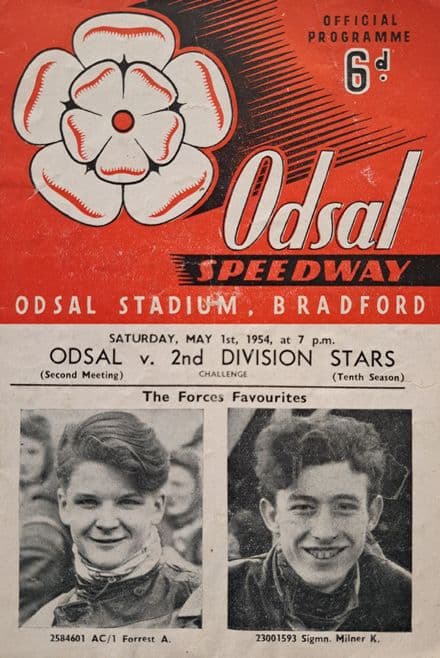 OFFICIAL
PROGRAMME
6d.
Odsal
SPEEDWAY
ODSAL STADIUM, BRADFORD
SATURDAY, MAY 1st, 1954, at 7 p.m.
ODSAL v. 2nd DIVISION STARS
(Second Meeting) CHALLENGE (Tenth Season)
The Forces Favourites
2584601 AC/1 Forrest A. 23001593 Sigmn. Milner K.